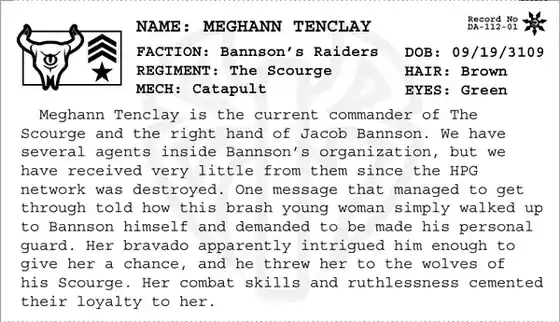 NAME: MEGHANN TENCLAY
Record No
DA-112-01
FACTION: Bannson’s Raiders
DOB: 09/19/3109
REGIMENT: The Scourge
HAIR: Brown
MECH: Catapult
EYES: Green
Meghann Tenclay is the current commander of The
Scourge and the right hand of Jacob Bannson. We have
several agents inside Bannson’s organization, but we
have received very little from them since the HPG
network was destroyed. One message that managed to get
through told how this brash young woman simply walked up
to Bannson himself and demanded to be made his personal
guard. Her bravado apparently intrigued him enough to
give her a chance, and he threw her to the wolves of
his Scourge. Her combat skills and ruthlessness cemented
their loyalty to her.